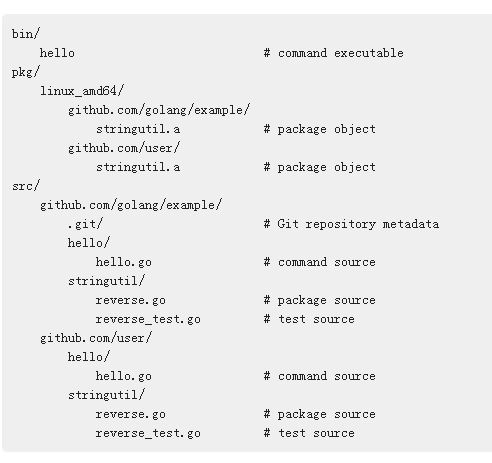 bin/
    hello                           # command executable
pkg/
    linux_amd64/
        github.com/golang/example/
            stringutil.a            # package object
        github.com/user/
            stringutil.a            # package object
src/
    github.com/golang/example/
        .git/                       # Git repository metadata
        hello/
            hello.go                # command source
        stringutil/
            reverse.go              # package source
            reverse_test.go         # test source
    github.com/user/
        hello/
            hello.go                # command source
        stringutil/
            reverse.go              # package source
            reverse_test.go         # test source